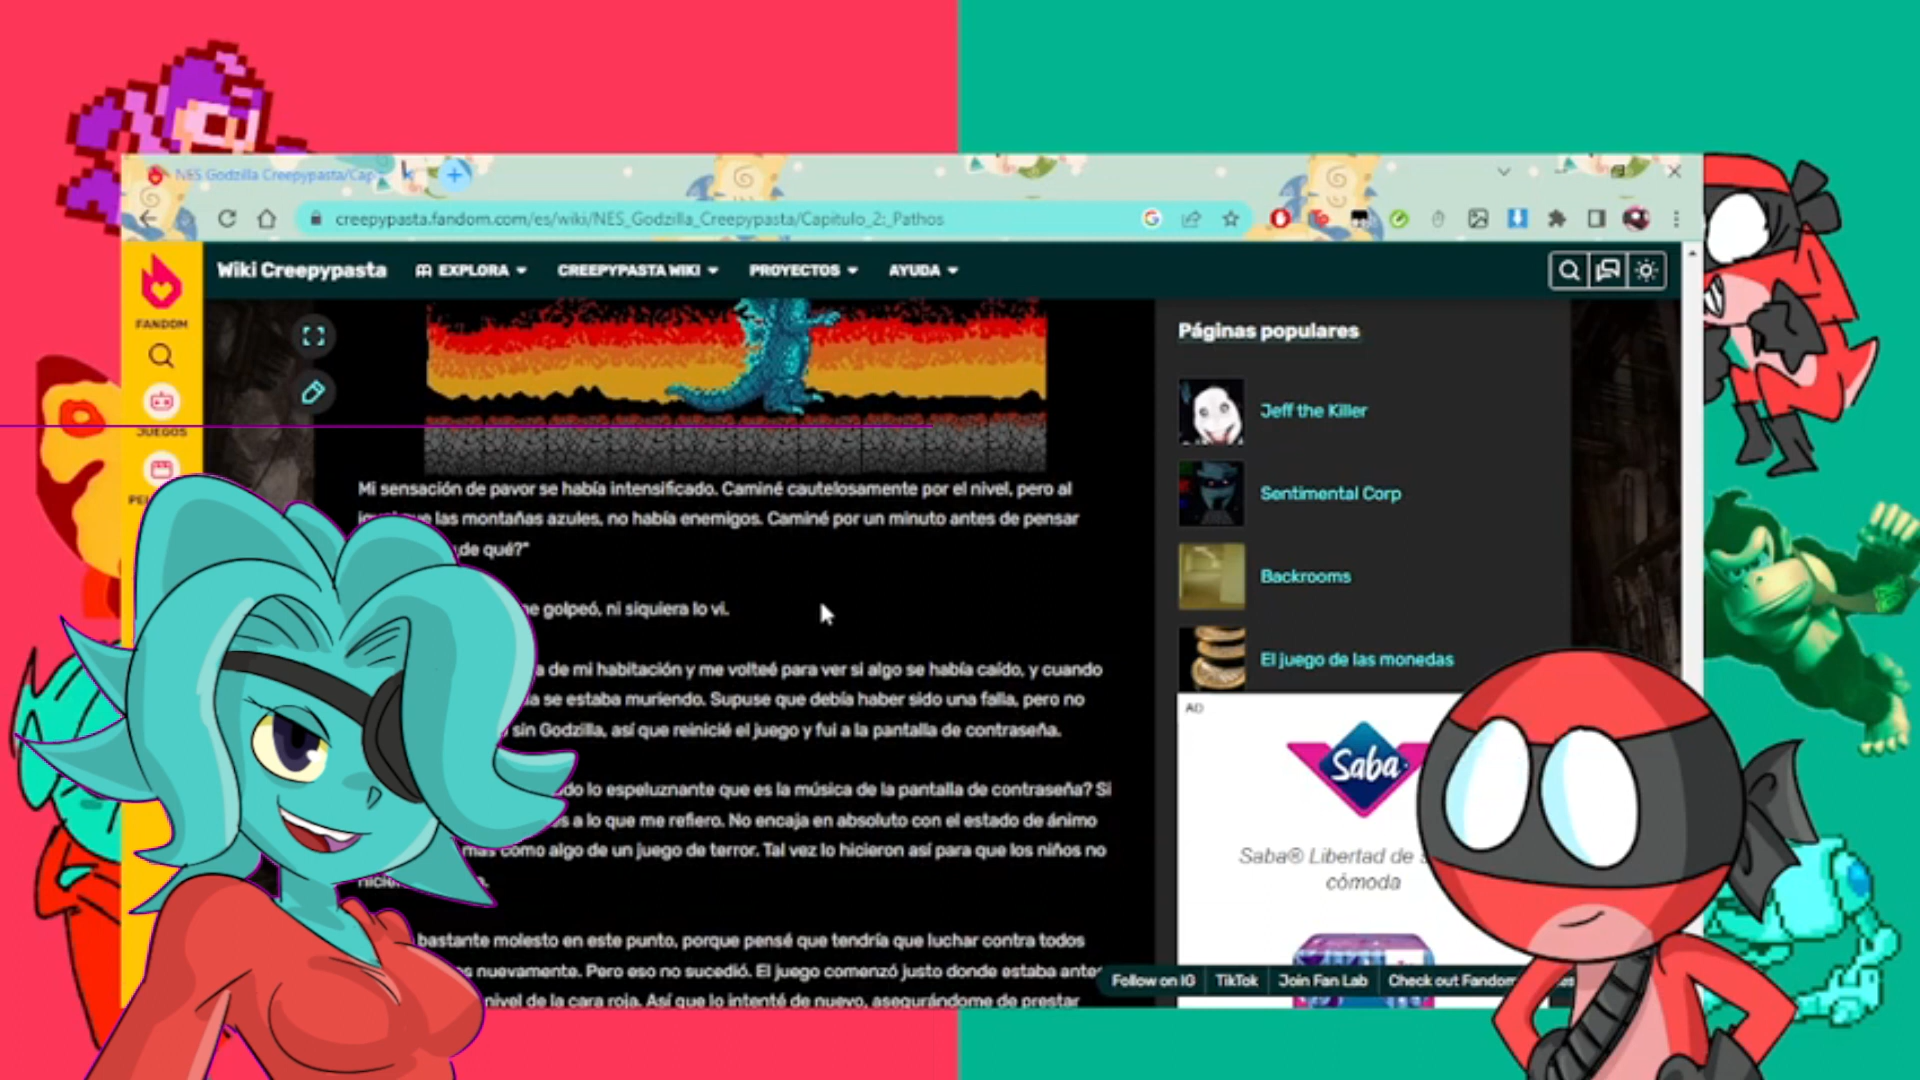 NES Godzilla Creepypasta/Cap
creepypasta.fandom.com/es/wiki/NES_Godzilla_Creepypasta/Capitulo_2:_Pathos
Wiki Creepypasta
EXPLORA
CREEPYPASTA WIKI
PROYECTOS
AYUDA
FANDOM
JUEGOS
Mi sensación de pavor se había intensificado. Caminé cautelosamente por el nivel, pero al
las montañas azules, no había enemigos. Caminé por un minuto antes de pensar
de qué?"
golpeó, ni siquiera lo vi.
de mi habitación y me volteé para ver si algo se había caído, y cuando
se estaba muriendo. Supuse que debía haber sido una falla, pero no
sin Godzilla, así que reinicié el juego y fui a la pantalla de contraseña.
lo espeluznante que es la música de la pantalla de contraseña? Si
a lo que me refiero. No encaja en absoluto con el estado de ánimo
más como algo de un juego de terror. Tal vez lo hicieron así para que los niños no
bastante molesto en este punto, porque pensé que tendría que luchar contra todos
nuevamente. Pero eso no sucedió. El juego comenzó justo donde estaba antes
nivel de la cara roja. Así que lo intenté de nuevo, asegurándome de prestar
Páginas populares
Jeff the Killer
Sentimental Corp
Backrooms
El juego de las monedas
AD
Saba
Saba® Libertad de
cómoda
Follow on IG
TikTok
Join Fan Lab
Check out Fandom